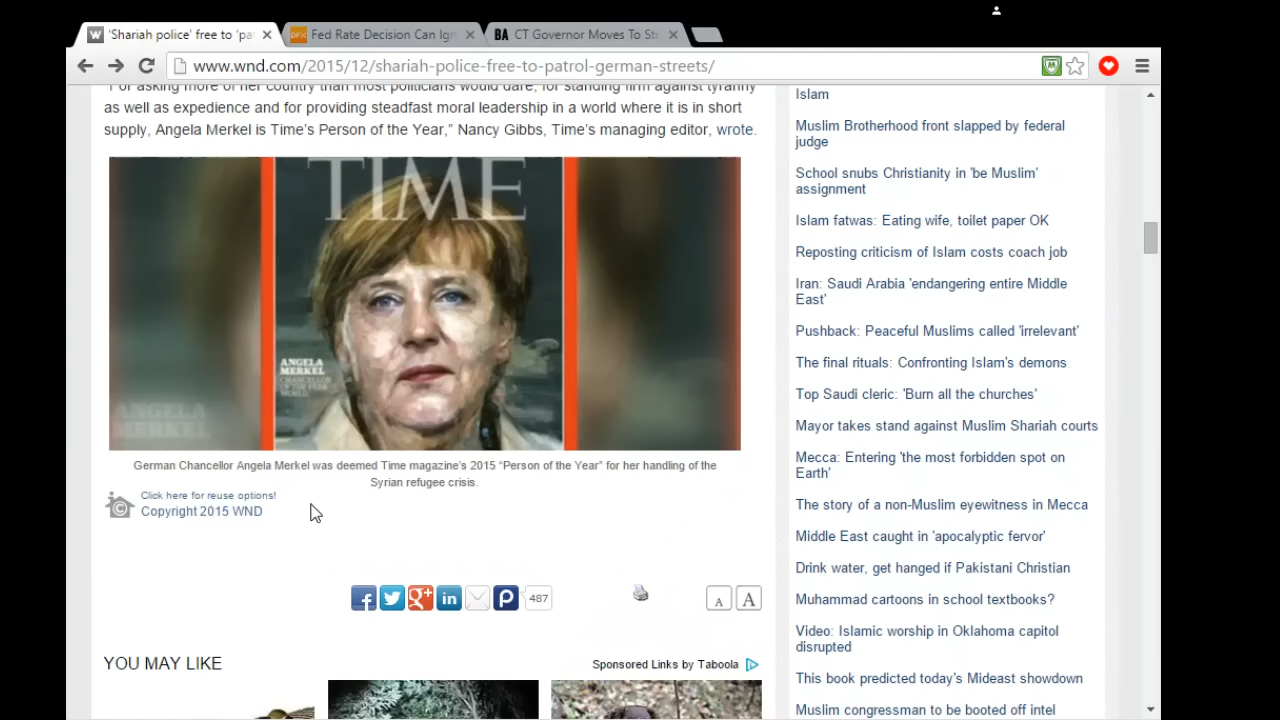 'Shariah police' free to 'pa
Fed Rate Decision Can Ign
BA CT Governor Moves To Str
www.wnd.com/2015/12/shariah-police-free-to-patrol-german-streets/
"For asking more of her country than most politicians would dare, for standing firm against tyranny
as well as expedience and for providing steadfast moral leadership in a world where it is in short
supply, Angela Merkel is Time's Person of the Year," Nancy Gibbs, Time's managing editor, wrote.
TIME
ANGELA
MERKEL
CHANCELLOR
OF THE FREE
WORLD
ANGELA
MERKEL
German Chancellor Angela Merkel was deemed Time magazine's 2015 "Person of the Year" for her handling of the
Syrian refugee crisis.
Click here for reuse options!
Copyright 2015 WND
487
A A
YOU MAY LIKE
Sponsored Links by Taboola
Islam
Muslim Brotherhood front slapped by federal
judge
School snubs Christianity in 'be Muslim'
assignment
Islam fatwas: Eating wife, toilet paper OK
Reposting criticism of Islam costs coach job
Iran: Saudi Arabia 'endangering entire Middle
East'
Pushback: Peaceful Muslims called 'irrelevant'
The final rituals: Confronting Islam's demons
Top Saudi cleric: 'Burn all the churches'
Mayor takes stand against Muslim Shariah courts
Mecca: Entering 'the most forbidden spot on
Earth'
The story of a non-Muslim eyewitness in Mecca
Middle East caught in 'apocalyptic fervor'
Drink water, get hanged if Pakistani Christian
Muhammad cartoons in school textbooks?
Video: Islamic worship in Oklahoma capitol
disrupted
This book predicted today's Mideast showdown
Muslim congressman to be booted off intel